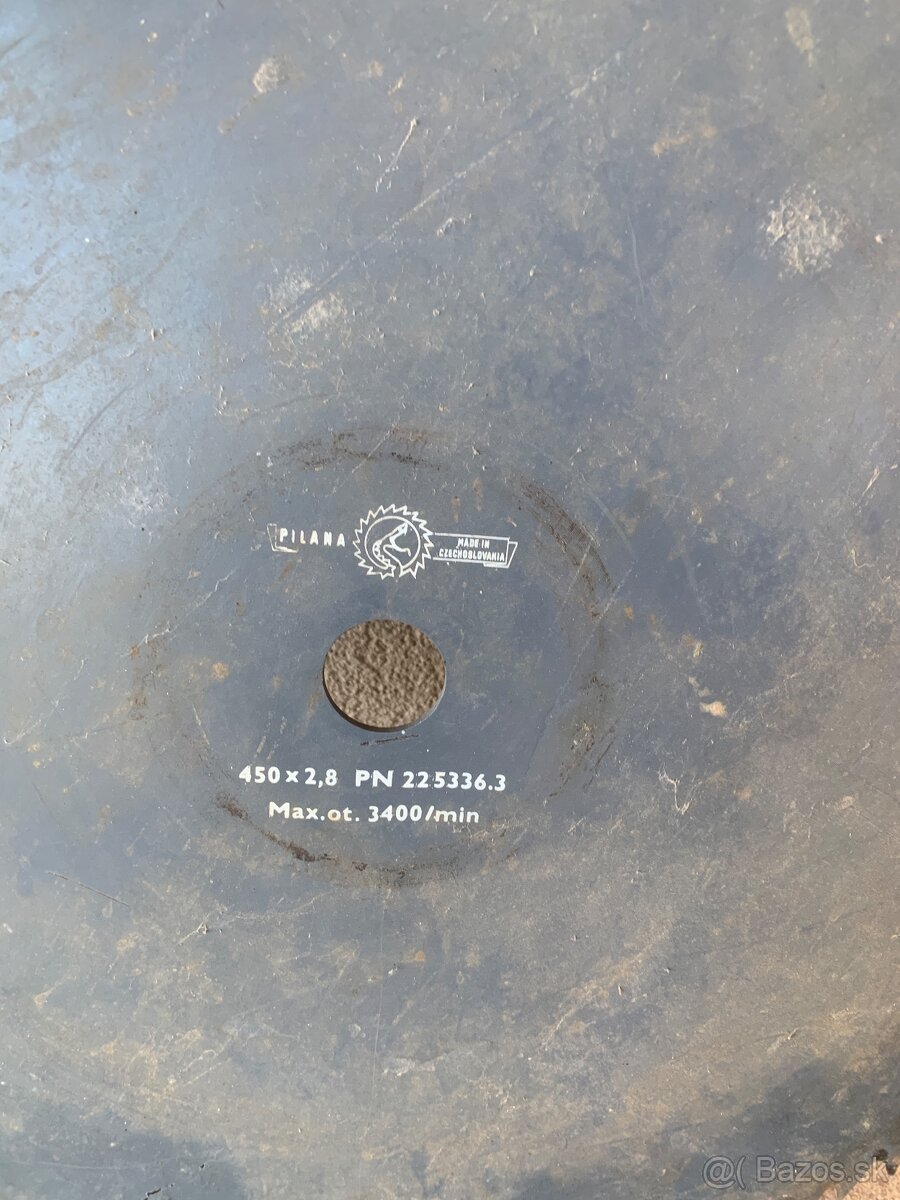 PILANA
MADE IN
CZECHOSLOVAKIA
450 x 2,8 PN 225336.3
Max.ot. 3400/min
@( Bazos.sk